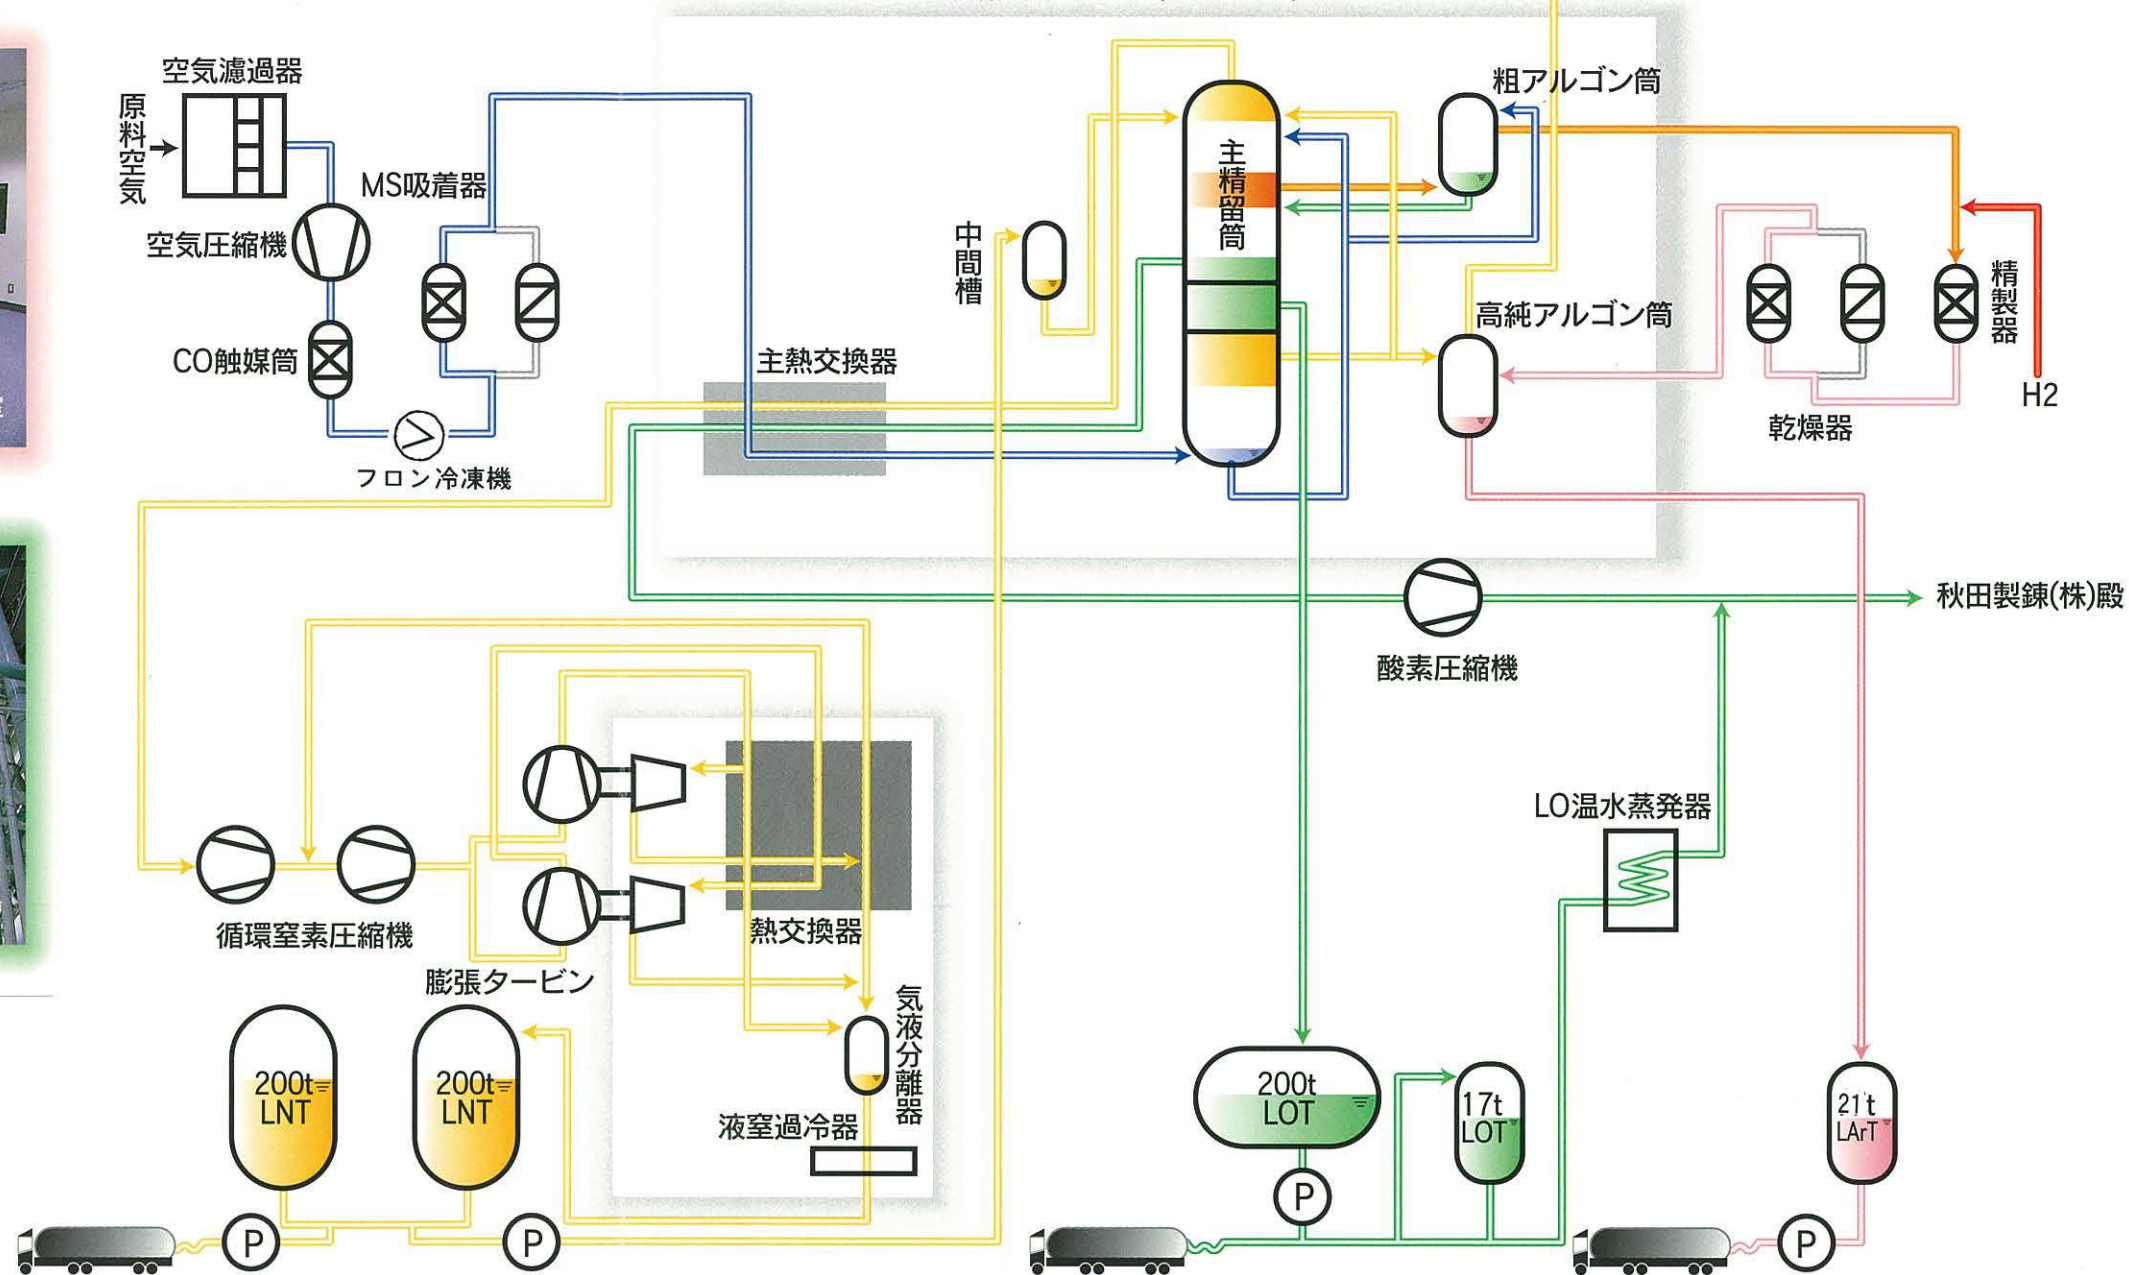 空気濾過器
原料空気
空気圧縮機
MS吸着器
CO触媒筒
フロン冷凍機
主熱交換器
中間槽
主精留筒
粗アルゴン筒
高純アルゴン筒
精製器
乾燥器
H2
秋田製錬(株)殿
酸素圧縮機
LO温水蒸発器
循環窒素圧縮機
膨張タービン
熱交換器
気液分離器
液窒過冷器
200t
LNT
200t
LNT
200t
LOT
17t
LOT
21t
LArT
P
P
P
P